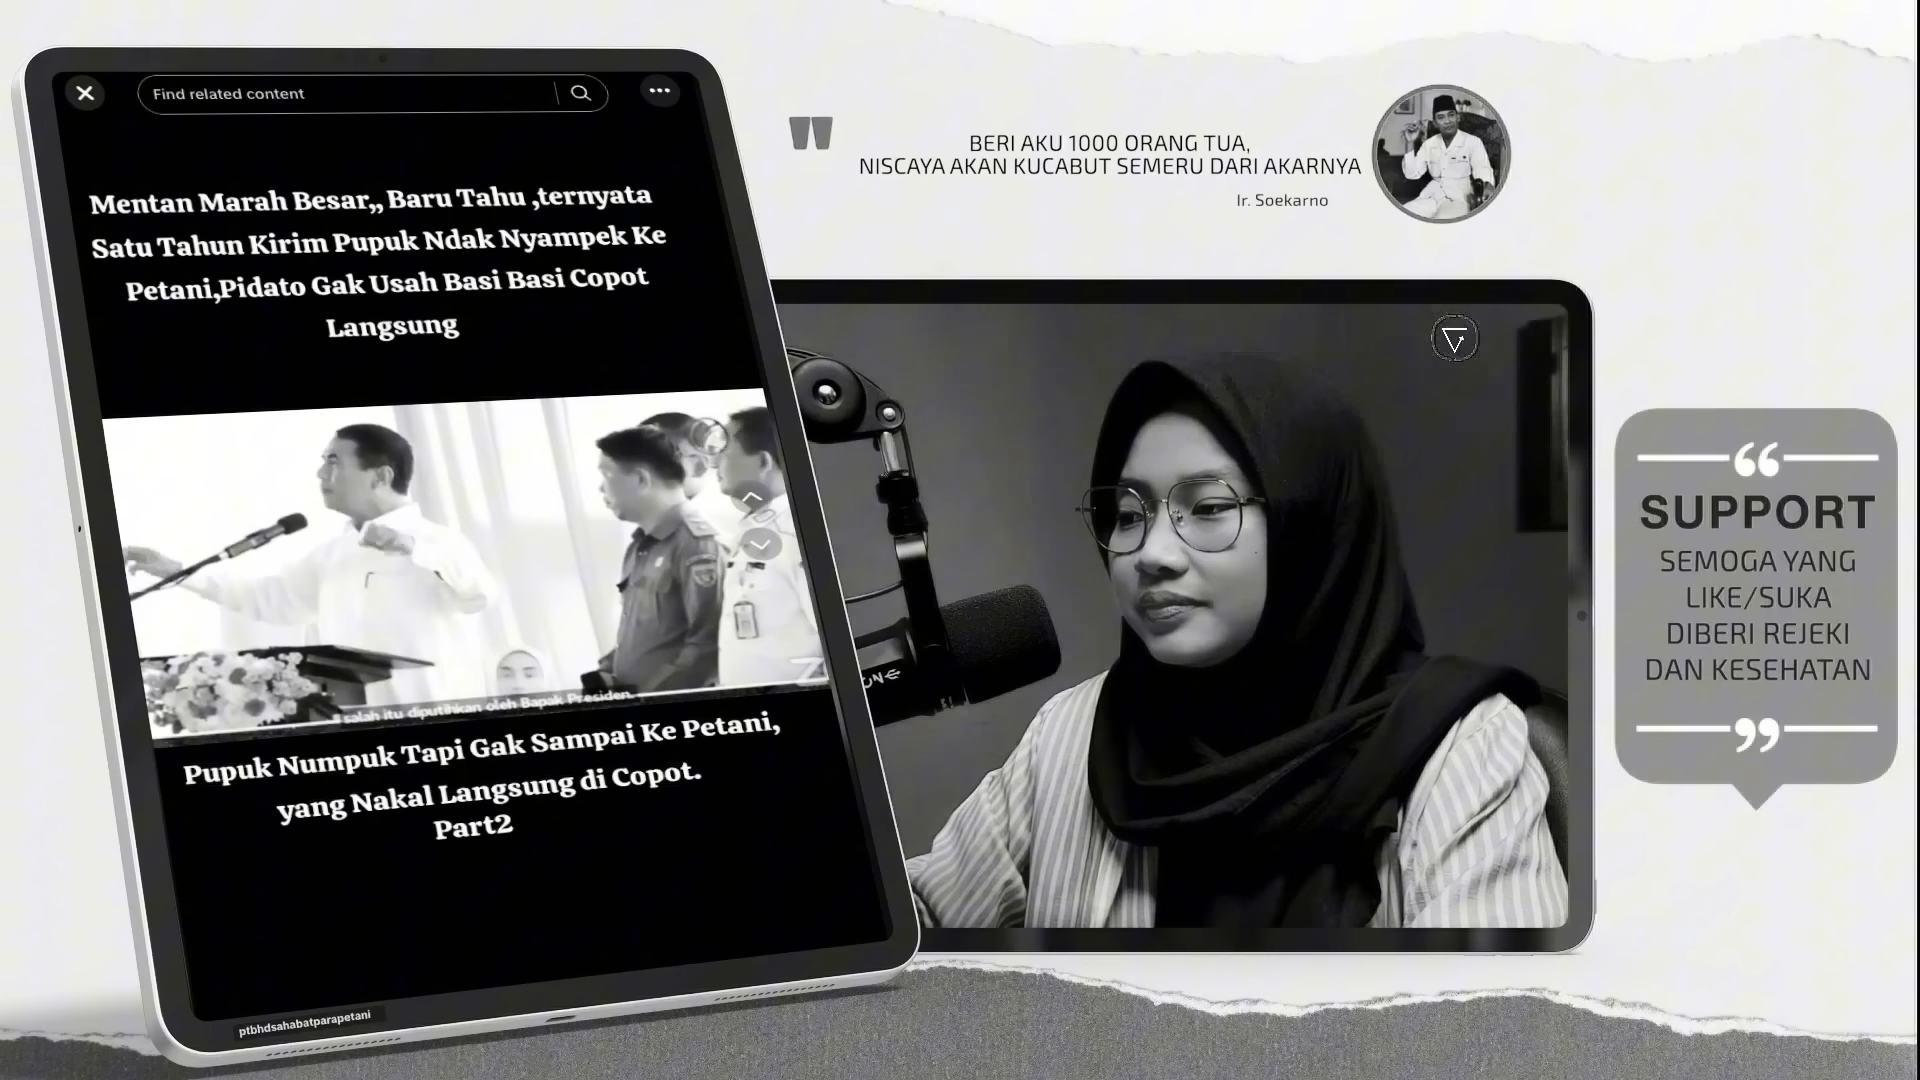 Find related content
Mentan Marah Besar,, Baru Tahu ,ternyata
Satu Tahun Kirim Pupuk Ndak Nyampek Ke
Petani,Pidato Gak Usah Basi Basi Copot
Langsung
salah itu diputihkan oleh Bapak Presiden.
Pupuk Numpuk Tapi Gak Sampai Ke Petani,
yang Nakal Langsung di Copot.
Part2
ptbhdsahabatparapetani
"
BERI AKU 1000 ORANG TUA,
NISCAYA AKAN KUCABUT SEMERU DARI AKARNYA
Ir. Soekarno
“
SUPPORT
SEMOGA YANG
LIKE/SUKA
DIBERI REJEKI
DAN KESEHATAN
”